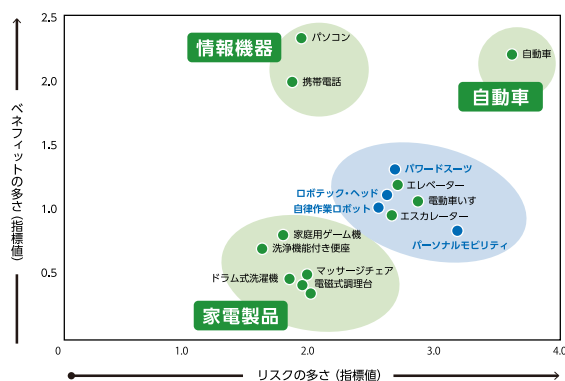 2.5
情報機器
パソコン
自動車
携帯電話
2.0
自動車
ベネフィットの多さ（指標値）
1.5
パワードスーツ
エレベーター
ロボテック・ヘッド
電動車いす
自律作業ロボット
1.0
エスカレーター
パーソナルモビリティ
家庭用ゲーム機
洗浄機能付き便座
マッサージチェア
ドラム式洗濯機
電磁式調理台
0.5
家電製品
0
1.0
2.0
3.0
4.0
リスクの多さ（指標値）